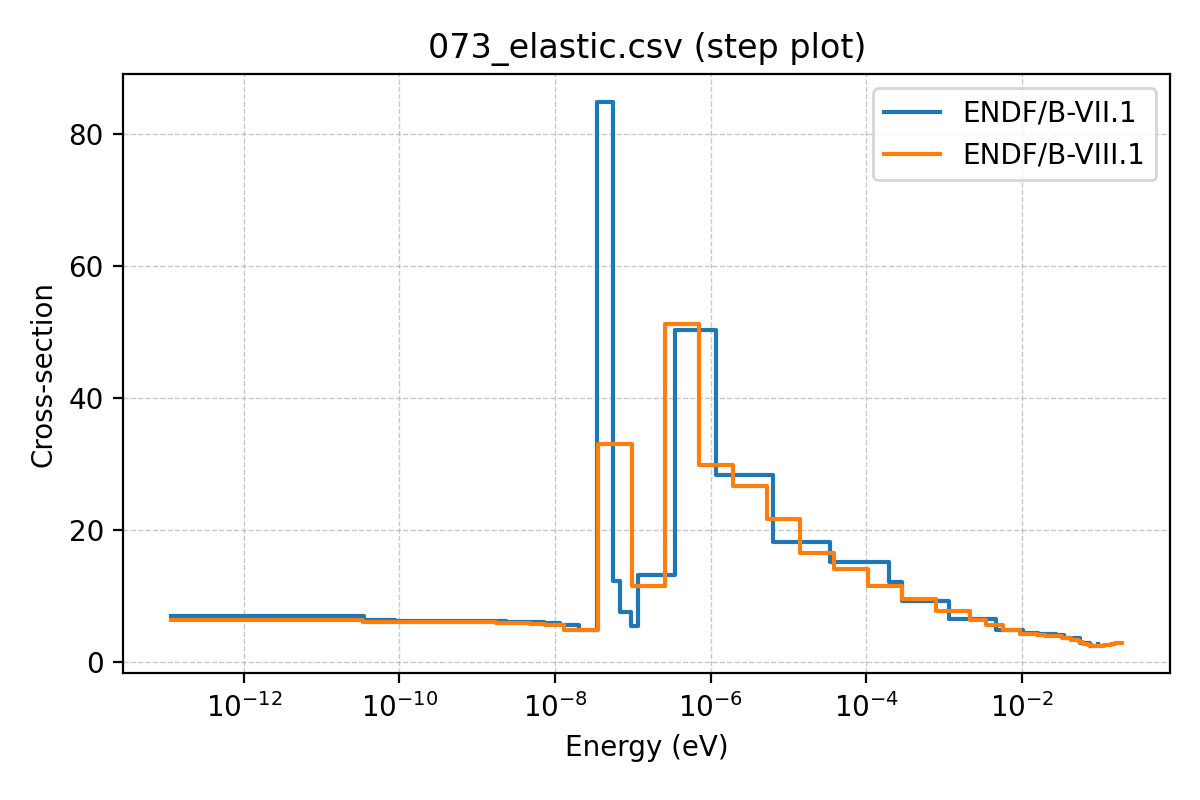 073_elastic.csv (step plot)
ENDF/B-VII.1
ENDF/B-VIII.1
Cross-section
80
60
40
20
0
10⁻¹² 10⁻¹⁰ 10⁻⁸ 10⁻⁶ 10⁻⁴ 10⁻²
Energy (eV)